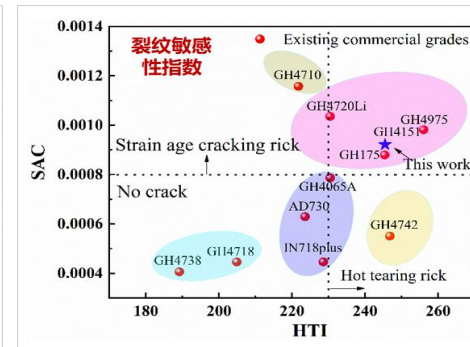 0.0014
裂纹敏感
性指数
Existing commercial grades
GH4710
0.0012
GH4720Li
GH4975
0.0010
GH4151
Strain age cracking rick
GH175
This work
SAC
0.0008
No crack
GH4065A
AD730
0.0006
GH4742
GH4738
GH4718
IN718plus
0.0004
Hot tearing rick
180
200
220
240
260
HTI